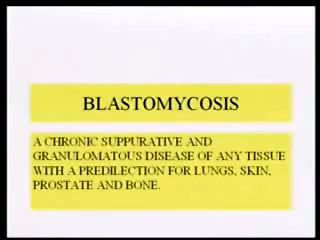 BLASTOMYCOSIS
A CHRONIC SUPPURATIVE AND
GRANULOMATOUS DISEASE OF ANY TISSUE
WITH A PREDILECTION FOR LUNGS, SKIN,
PROSTATE AND BONE.